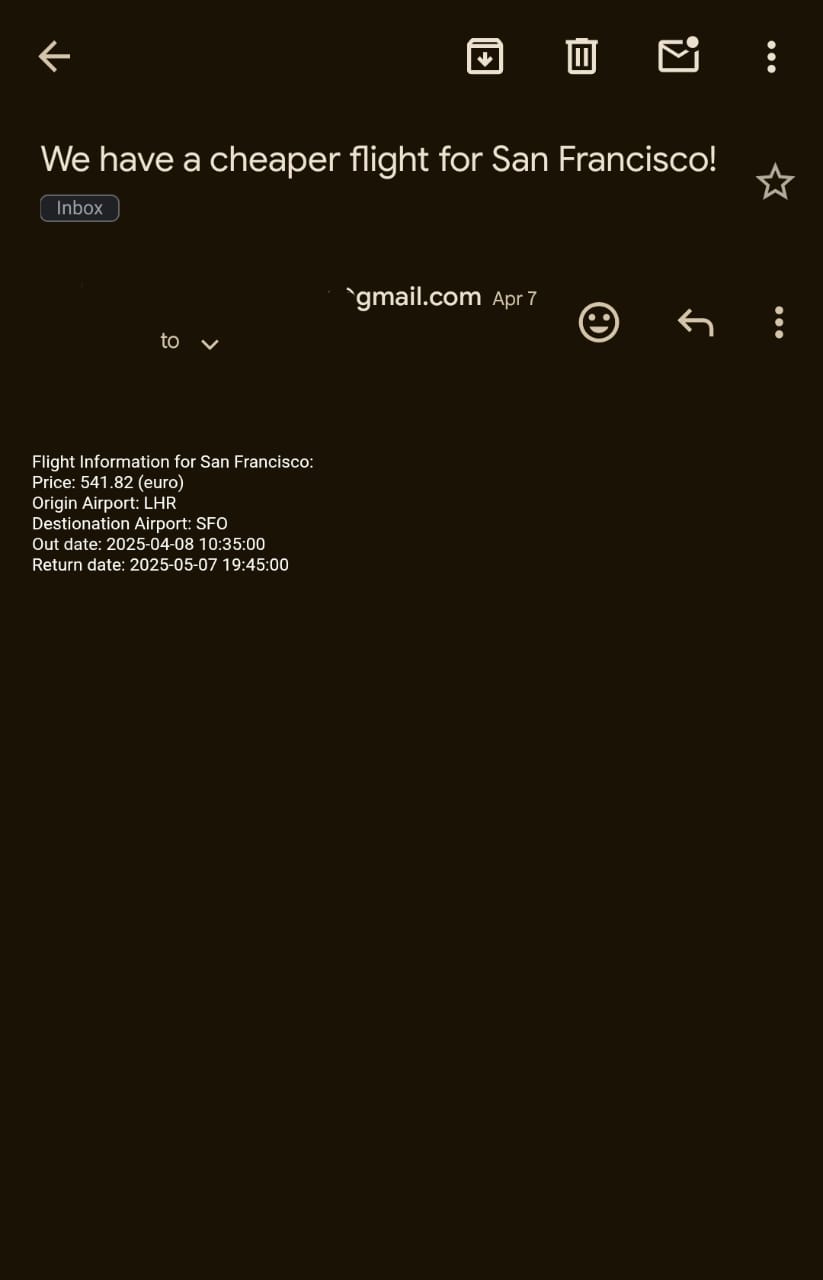 We have a cheaper flight for San Francisco!
Inbox
gmail.com Apr 7
to
Flight Information for San Francisco:
Price: 541.82 (euro)
Origin Airport: LHR
Destionation Airport: SFO
Out date: 2025-04-08 10:35:00
Return date: 2025-05-07 19:45:00